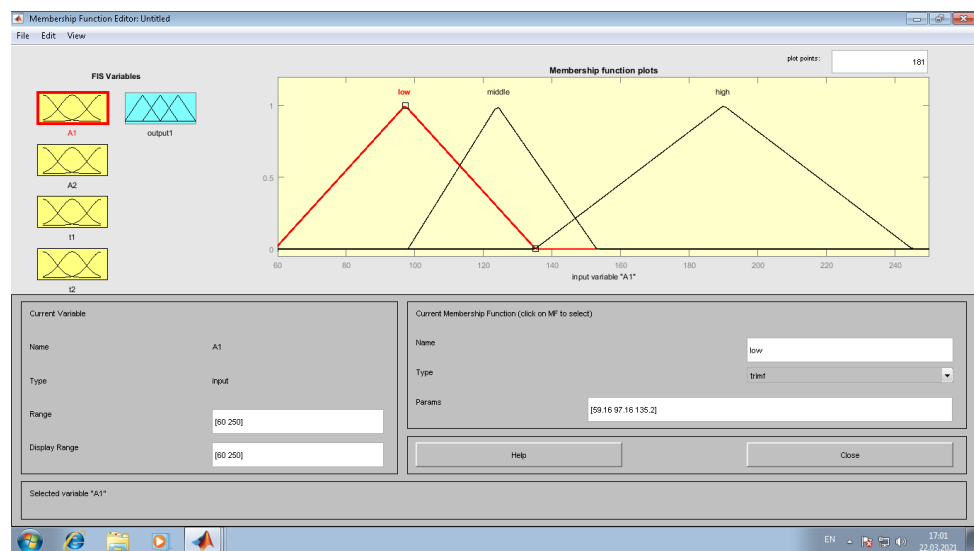 Membership Function Editor: Untitled
File Edit View
FIS Variables
A1
output1
A2
t1
t2
Membership function plots
plot points:
181
low
middle
high
1
0.5
0
60 80 100 120 140 160 180 200 220 240
input variable "A1"
Current Variable
Name A1
Type input
Range [60 250]
Display Range [60 250]
Current Membership Function (click on MF to select)
Name low
Type trimf
Params [59.16 97.16 135.2]
Help Close
Selected variable "A1"
EN
17:01
22.03.2021